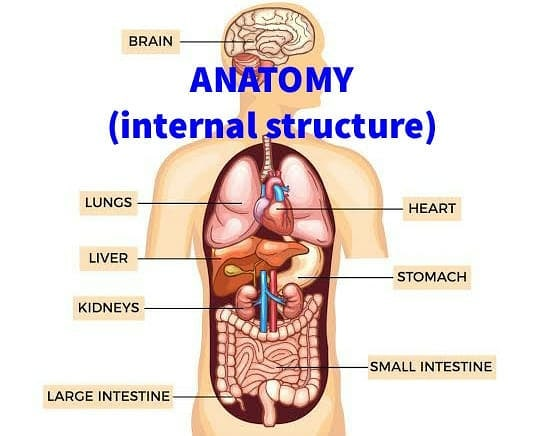 BRAIN
ANATOMY
(internal structure)
LUNGS
HEART
LIVER
STOMACH
KIDNEYS
SMALL INTESTINE
LARGE INTESTINE